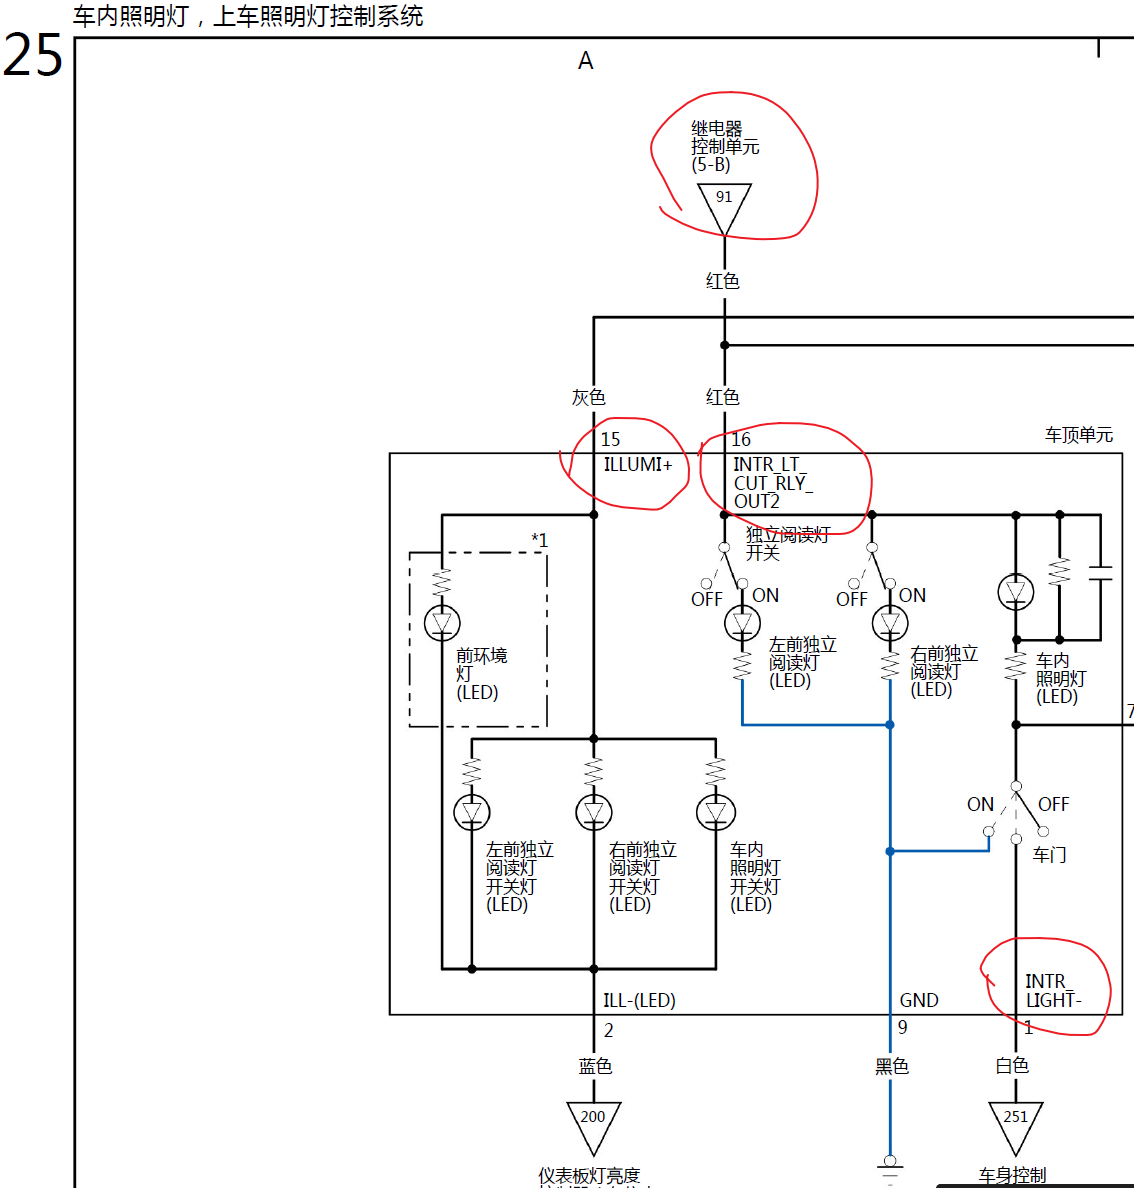 车内照明灯，上车照明灯控制系统
25
A
继电器
控制单元
(5-B)
91
红色
灰色
红色
15
16
车顶单元
ILLUMI+
INTR_LT_
CUT_RLY_
OUT2
*1
独立阅读灯
开关
OFF
ON
OFF
ON
前环境
灯
(LED)
左前独立
阅读灯
(LED)
右前独立
阅读灯
(LED)
车内
照明灯
(LED)
7
ON
OFF
车门
左前独立
阅读灯
开关灯
(LED)
右前独立
阅读灯
开关灯
(LED)
车内
照明灯
开关灯
(LED)
INTR_
LIGHT-
ILL-(LED)
GND
2
9
1
蓝色
黑色
白色
200
251
仪表板灯亮度
车身控制